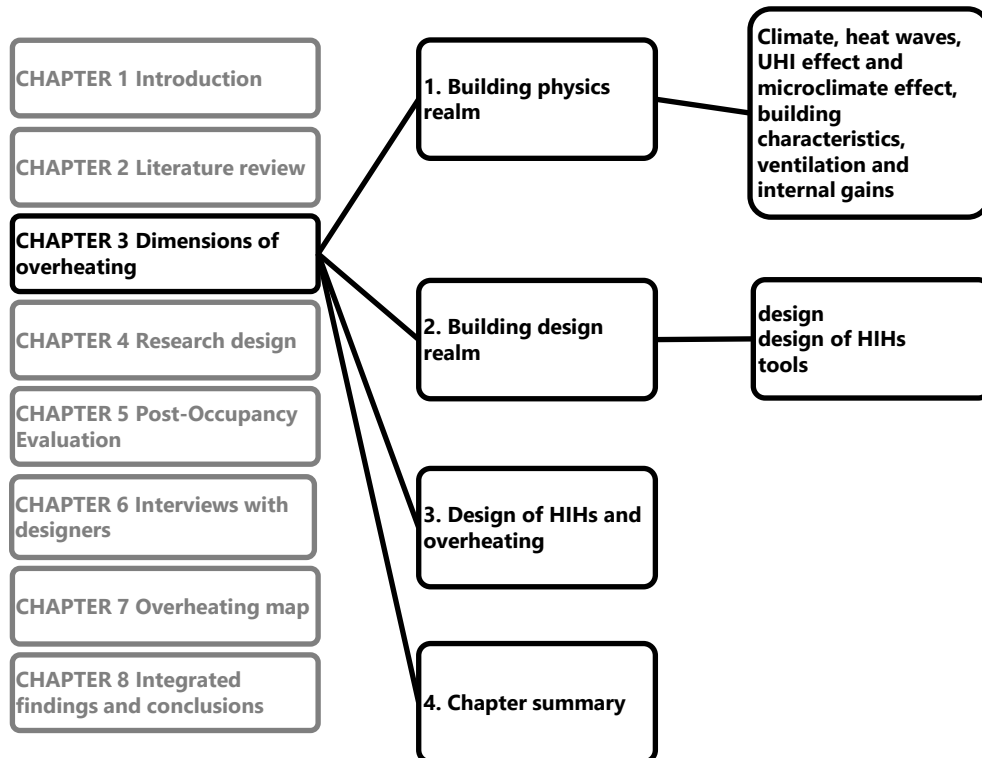 CHAPTER 1 Introduction
CHAPTER 2 Literature review
CHAPTER 3 Dimensions of
overheating
CHAPTER 4 Research design
CHAPTER 5 Post-Occupancy
Evaluation
CHAPTER 6 Interviews with
designers
CHAPTER 7 Overheating map
CHAPTER 8 Integrated
findings and conclusions
1. Building physics
realm
2. Building design
realm
3. Design of HIHs and
overheating
4. Chapter summary
Climate, heat waves,
UHI effect and
microclimate effect,
building
characteristics,
ventilation and
internal gains
design
design of HIHs
tools